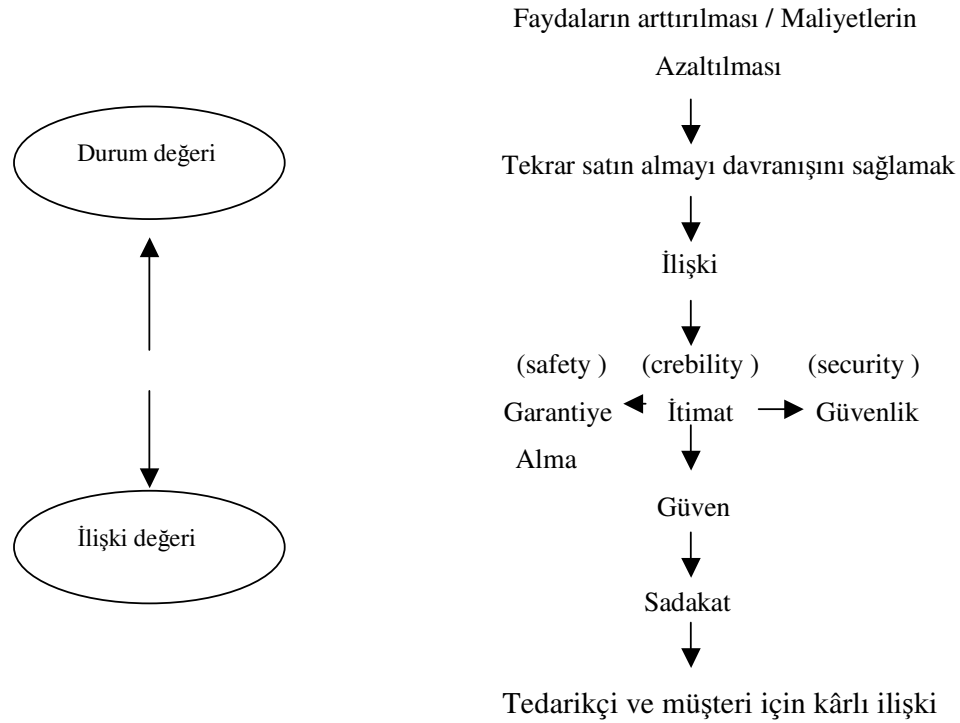 Faydaların arttırılması / Maliyetlerin
Azaltılması
Durum değeri
Tekrar satın almayı davranışını sağlamak
İlişki
(safety ) (crebility ) (security )
Garantiye İtimat Güvenlik
Alma
Güven
İlişki değeri
Sadakat
Tedarikçi ve müşteri için kârlı ilişki